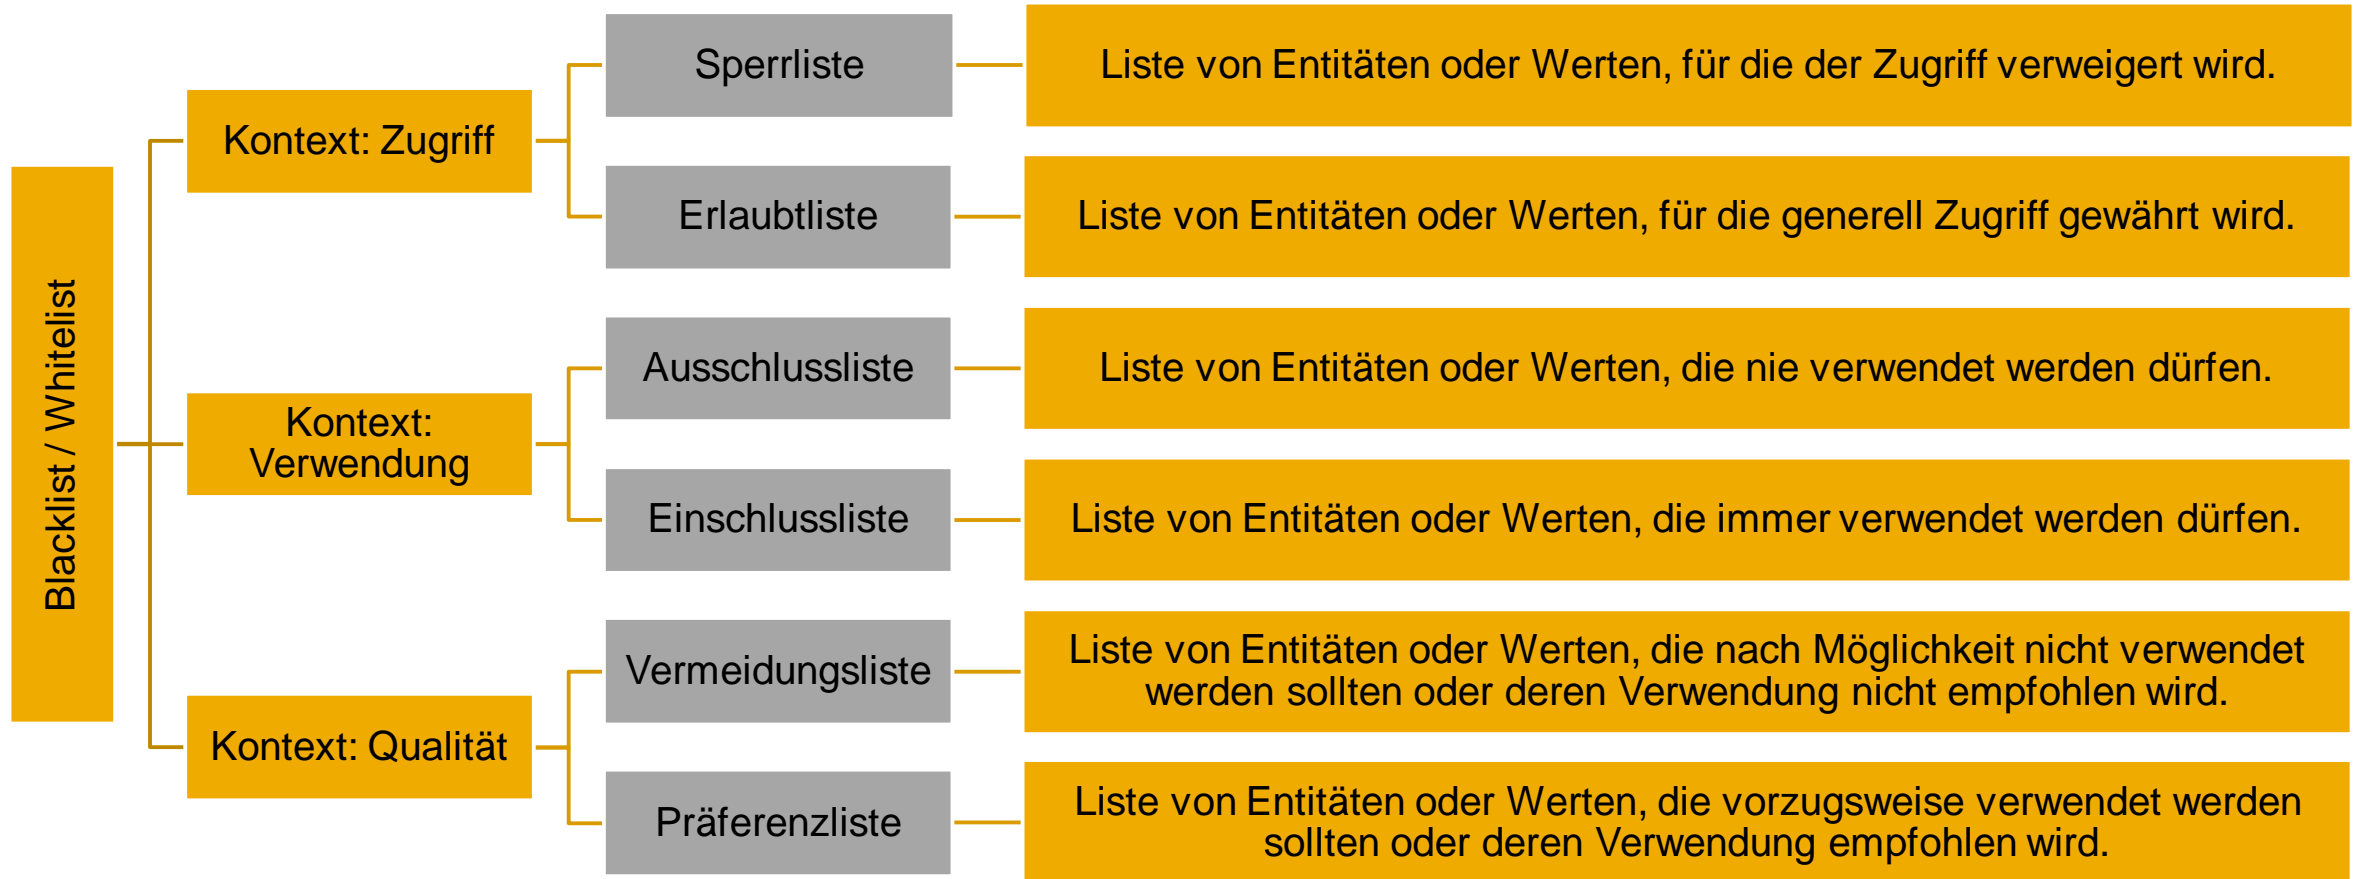 Blacklist / Whitelist
Kontext: Zugriff
Sperrliste
Liste von Entitäten oder Werten, für die der Zugriff verweigert wird.
Erlaubtliste
Liste von Entitäten oder Werten, für die generell Zugriff gewährt wird.
Kontext:
Verwendung
Ausschlussliste
Liste von Entitäten oder Werten, die nie verwendet werden dürfen.
Einschlussliste
Liste von Entitäten oder Werten, die immer verwendet werden dürfen.
Kontext: Qualität
Vermeidungsliste
Liste von Entitäten oder Werten, die nach Möglichkeit nicht verwendet
werden sollten oder deren Verwendung nicht empfohlen wird.
Präferenzliste
Liste von Entitäten oder Werten, die vorzugsweise verwendet werden
sollten oder deren Verwendung empfohlen wird.